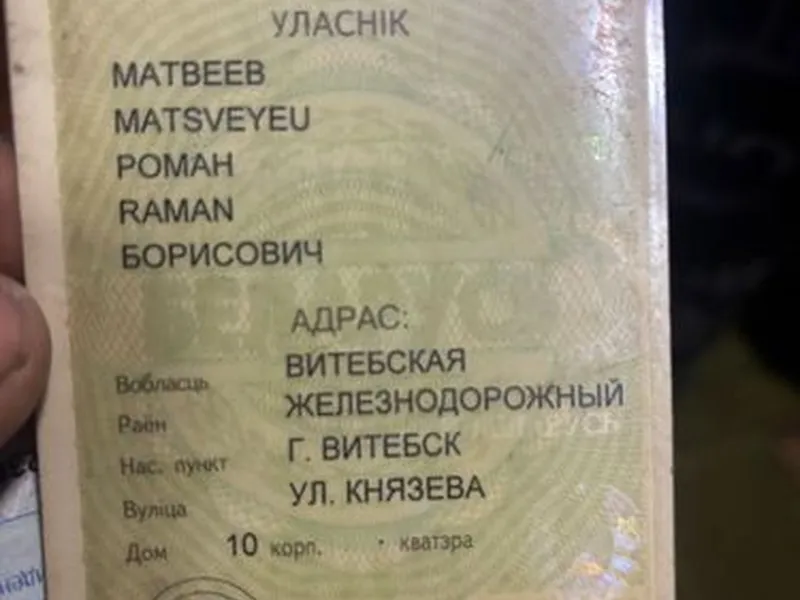 УЛАСНІК
МАТВЕЕВ
MATSVEYEU
РОМАН
RAMAN
БОРИСОВИЧ
АДРАС:
Вобласць ВИТЕБСКАЯ
Раён ЖЕЛЕЗНОДОРОЖНЫЙ
Нас. пункт Г. ВИТЕБСК
Вуліца УЛ. КНЯЗЕВА
Дом 10 корп. кватэра